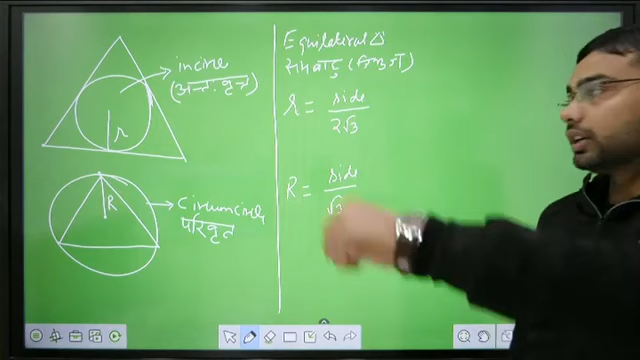 incircle
(अन्तः वृत्त)
r
R
Circumcircle
परिवृत्त
Equilateral △
समबाहु (त्रिभुज)
r = side / 2√3
R = side / √3